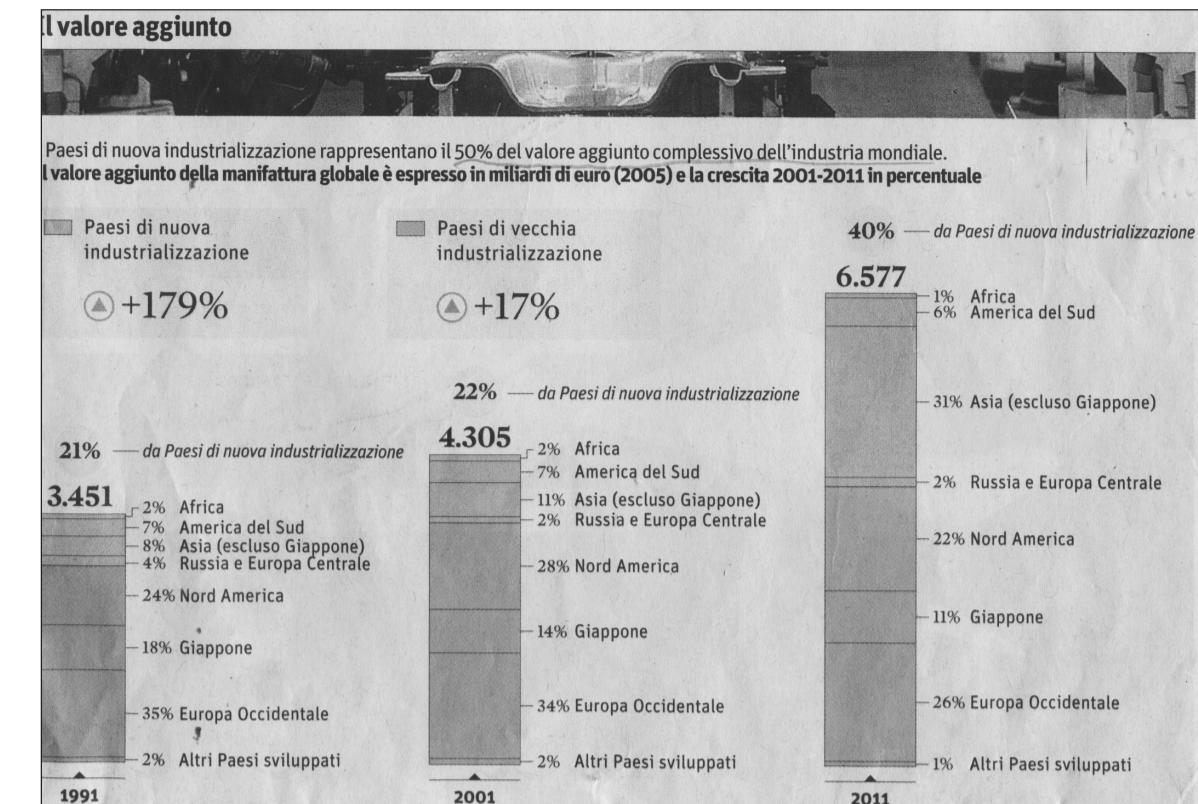 Il valore aggiunto
Paesi di nuova industrializzazione rappresentano il 50% del valore aggiunto complessivo dell'industria mondiale.
l valore aggiunto della manifattura globale è espresso in miliardi di euro (2005) e la crescita 2001-2011 in percentuale
Paesi di nuova
industrializzazione
+179%
Paesi di vecchia
industrializzazione
+17%
21% da Paesi di nuova industrializzazione
3.451
2% Africa
7% America del Sud
8% Asia (escluso Giappone)
4% Russia e Europa Centrale
24% Nord America
18% Giappone
35% Europa Occidentale
2% Altri Paesi sviluppati
1991
22% da Paesi di nuova industrializzazione
4.305
2% Africa
7% America del Sud
11% Asia (escluso Giappone)
2% Russia e Europa Centrale
28% Nord America
14% Giappone
34% Europa Occidentale
2% Altri Paesi sviluppati
2001
40% da Paesi di nuova industrializzazione
6.577
1% Africa
6% America del Sud
31% Asia (escluso Giappone)
2% Russia e Europa Centrale
22% Nord America
11% Giappone
26% Europa Occidentale
1% Altri Paesi sviluppati
2011